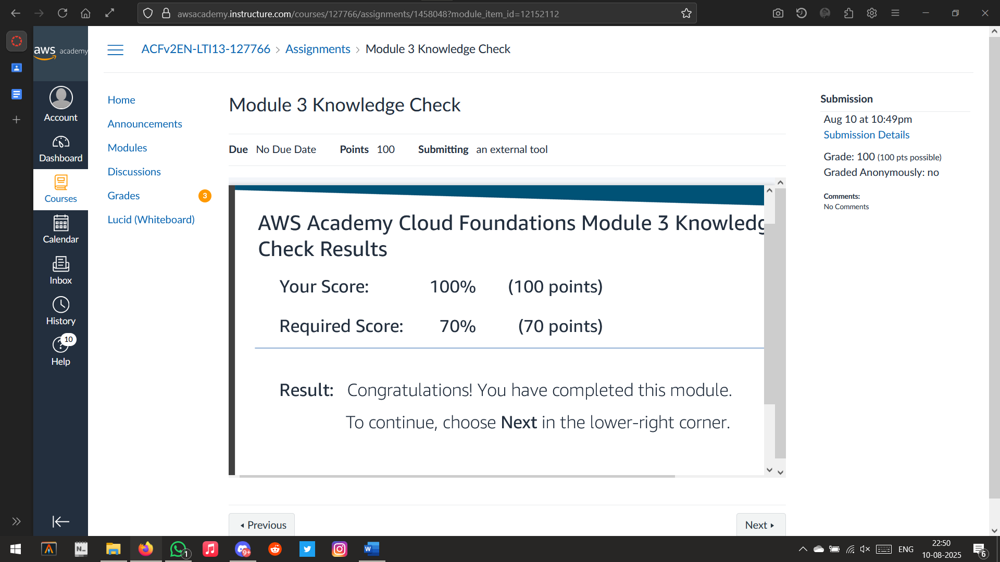 awsacademy.instructure.com/courses/127766/assignments/1458048?module_item_id=12152112
aws academy
ACFv2EN-LTI13-127766 > Assignments > Module 3 Knowledge Check
Account
Dashboard
Courses
Calendar
Inbox
History
10
Help
Home
Announcements
Modules
Discussions
Grades 3
Lucid (Whiteboard)
Module 3 Knowledge Check
Due No Due Date Points 100 Submitting an external tool
AWS Academy Cloud Foundations Module 3 Knowledg
Check Results
Your Score: 100% (100 points)
Required Score: 70% (70 points)
Result: Congratulations! You have completed this module.
To continue, choose Next in the lower-right corner.
Previous
Next
Submission
Aug 10 at 10:49pm
Submission Details
Grade: 100 (100 pts possible)
Graded Anonymously: no
Comments:
No Comments
N
1
9+
W
ENG
22:50
10-08-2025
6